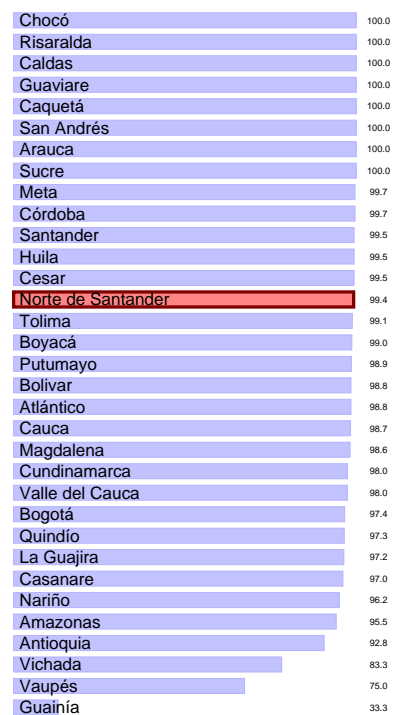 Chocó 100.0
Risaralda 100.0
Caldas 100.0
Guaviare 100.0
Caquetá 100.0
San Andrés 100.0
Arauca 100.0
Sucre 100.0
Meta 99.7
Córdoba 99.7
Santander 99.5
Huila 99.5
Cesar 99.5
Norte de Santander 99.4
Tolima 99.1
Boyacá 99.0
Putumayo 98.9
Bolivar 98.8
Atlántico 98.8
Cauca 98.7
Magdalena 98.6
Cundinamarca 98.0
Valle del Cauca 98.0
Bogotá 97.4
Quindío 97.3
La Guajira 97.2
Casanare 97.0
Nariño 96.2
Amazonas 95.5
Antioquia 92.8
Vichada 83.3
Vaupés 75.0
Guainía 33.3